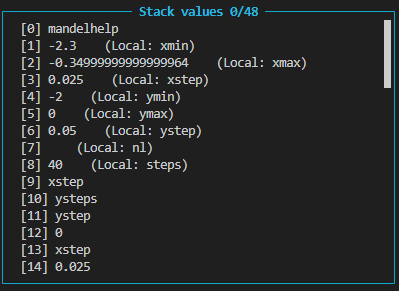 Stack values 0/48
[0] mandelhelp
[1] -2.3 (Local: xmin)
[2] -0.34999999999999964 (Local: xmax)
[3] 0.025 (Local: xstep)
[4] -2 (Local: ymin)
[5] 0 (Local: ymax)
[6] 0.05 (Local: ystep)
[7] (Local: nl)
[8] 40 (Local: steps)
[9] xstep
[10] ysteps
[11] ystep
[12] 0
[13] xstep
[14] 0.025